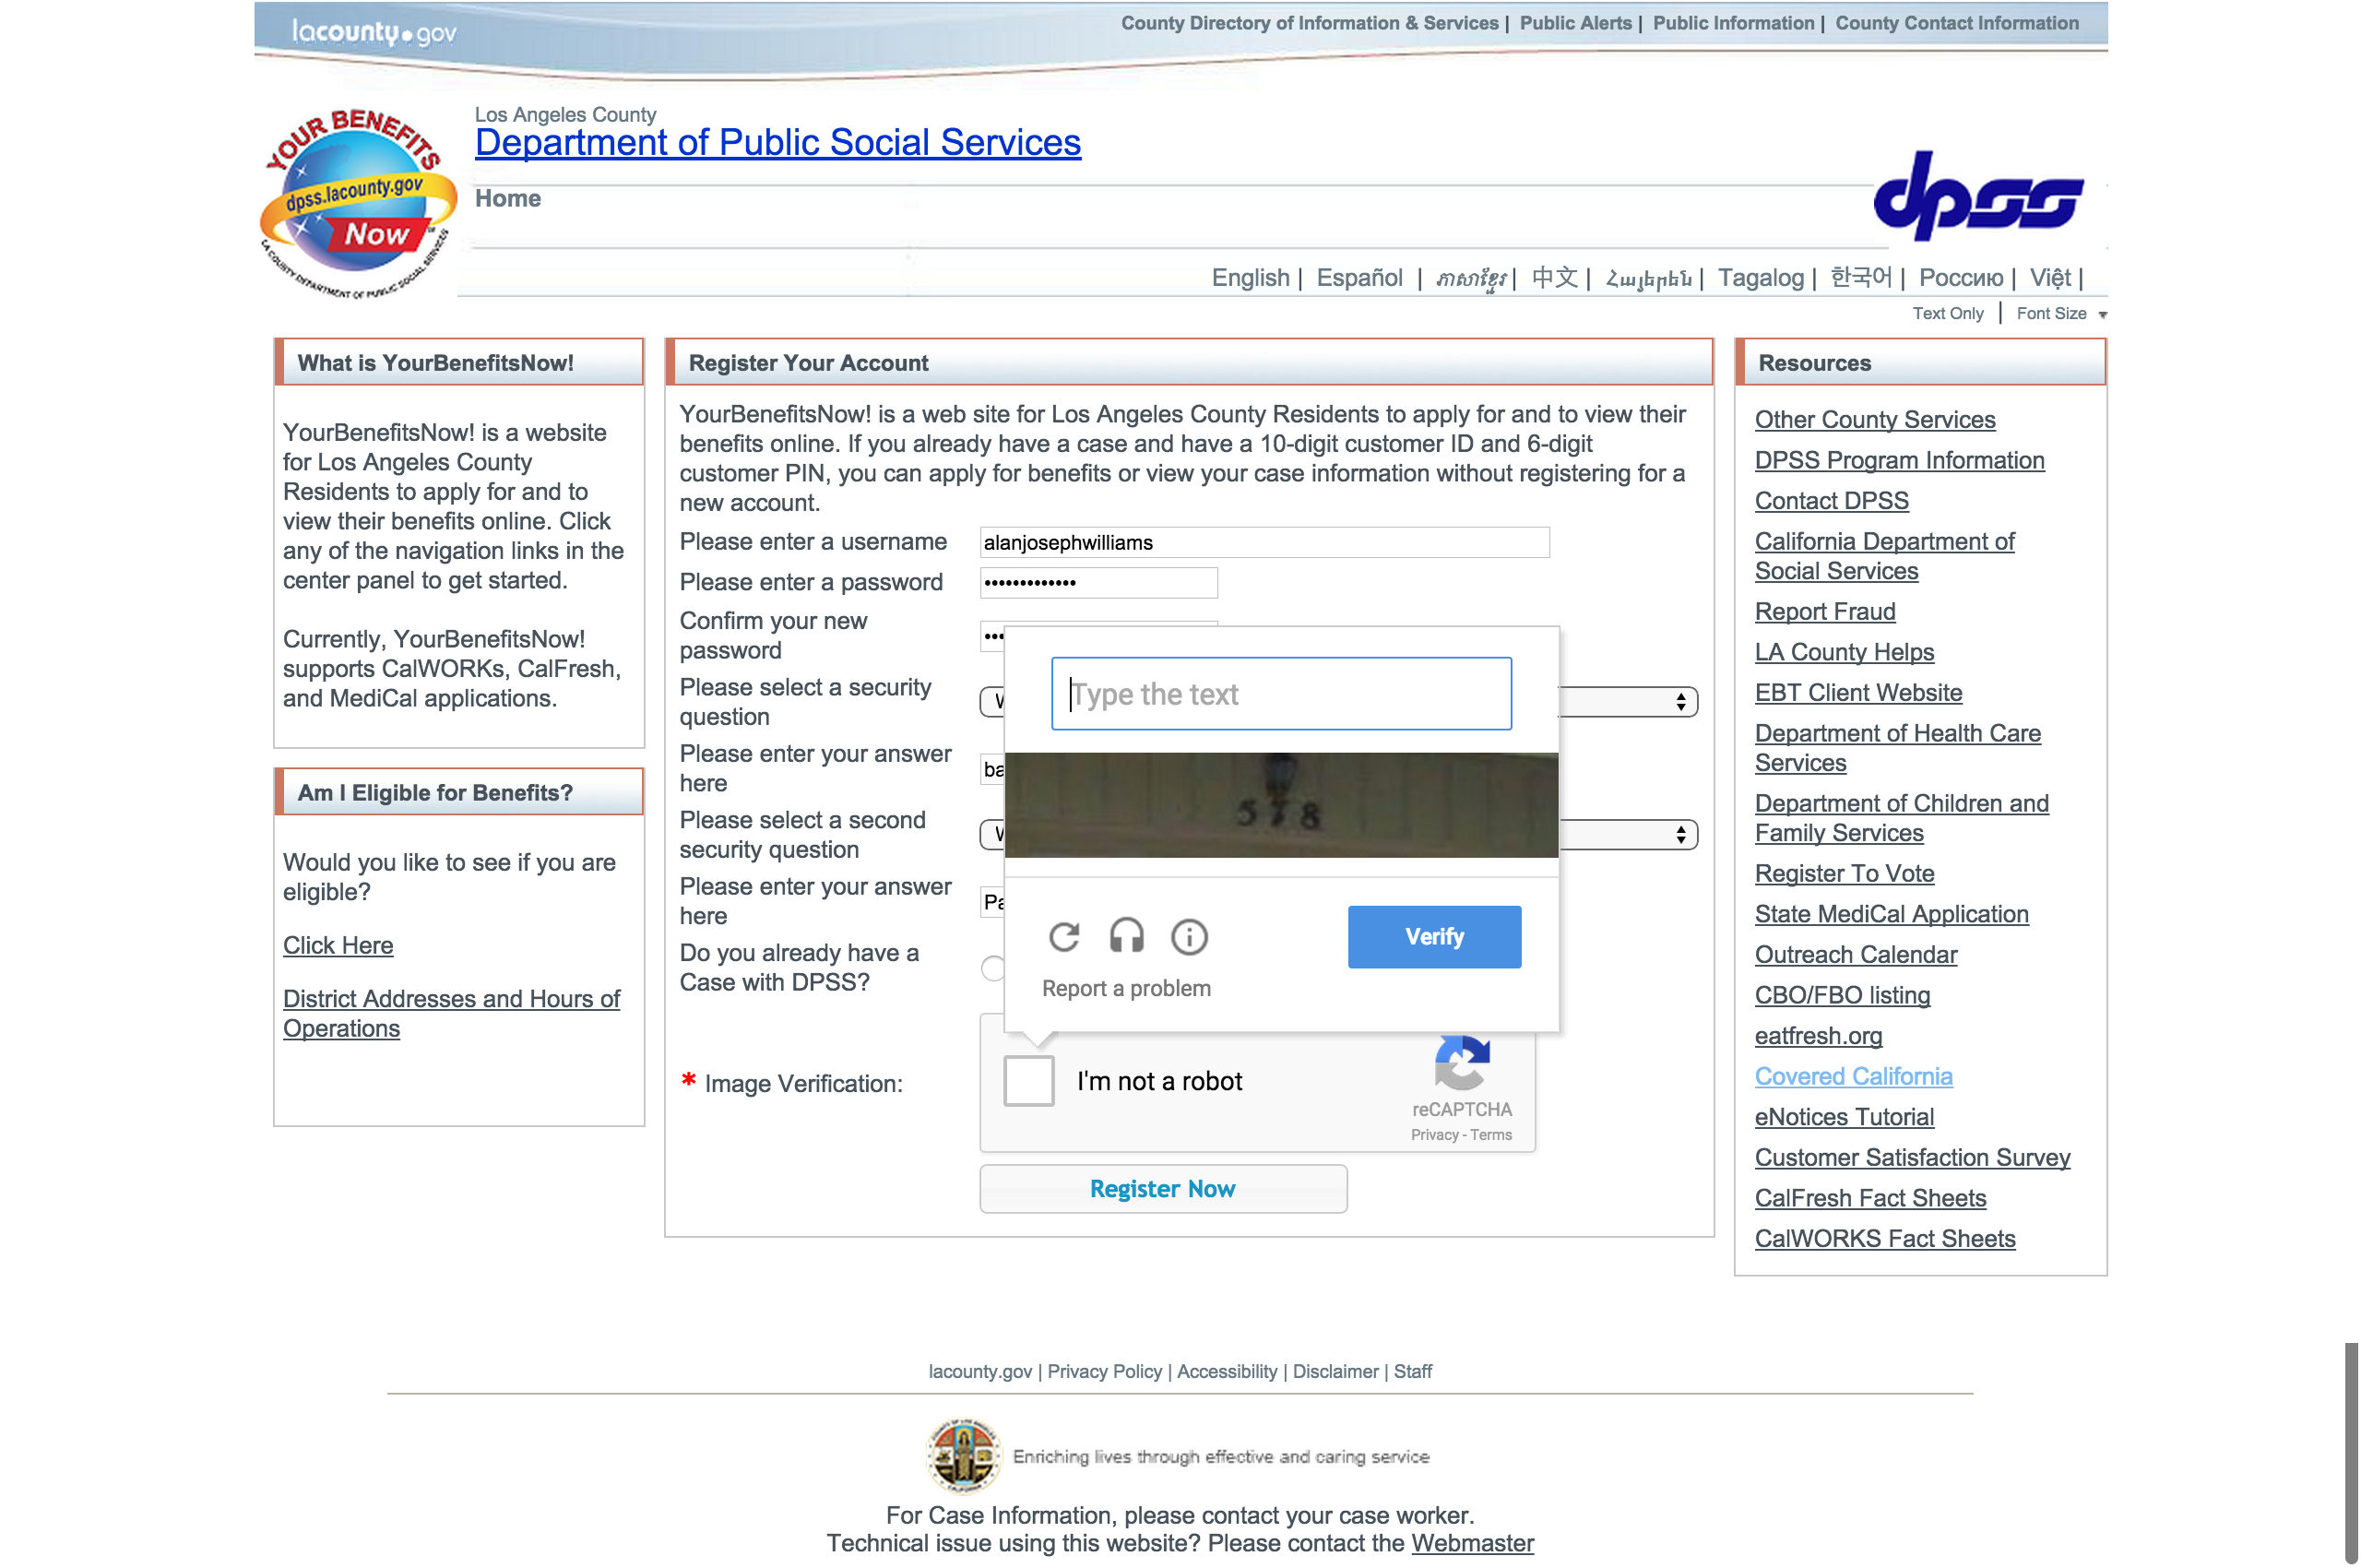 lacounty.gov
County Directory of Information & Services | Public Alerts | Public Information | County Contact Information
YOUR BENEFITS
dpss.lacounty.gov
Now
LA COUNTY DEPARTMENT OF PUBLIC SOCIAL SERVICES
Los Angeles County
Department of Public Social Services
Home
dpss
English | Español | ភាសាខ្មែរ | 中文 | Հայերեն | Tagalog | 한국어 | Россию | Việt |
Text Only | Font Size
What is YourBenefitsNow!
YourBenefitsNow! is a website
for Los Angeles County
Residents to apply for and to
view their benefits online. Click
any of the navigation links in the
center panel to get started.
Currently, YourBenefitsNow!
supports CalWORKs, CalFresh,
and MediCal applications.
Am I Eligible for Benefits?
Would you like to see if you are
eligible?
Click Here
District Addresses and Hours of
Operations
Register Your Account
YourBenefitsNow! is a web site for Los Angeles County Residents to apply for and to view their
benefits online. If you already have a case and have a 10-digit customer ID and 6-digit
customer PIN, you can apply for benefits or view your case information without registering for a
new account.
Please enter a username
alanjosephwilliams
Please enter a password
Confirm your new
password
Please select a security
question
Please enter your answer
here
ba
Please select a second
security question
Please enter your answer
here
Pa
Do you already have a
Case with DPSS?
Type the text
Verify
Report a problem
* Image Verification:
I'm not a robot
reCAPTCHA
Privacy - Terms
Register Now
Resources
Other County Services
DPSS Program Information
Contact DPSS
California Department of
Social Services
Report Fraud
LA County Helps
EBT Client Website
Department of Health Care
Services
Department of Children and
Family Services
Register To Vote
State MediCal Application
Outreach Calendar
CBO/FBO listing
eatfresh.org
Covered California
eNotices Tutorial
Customer Satisfaction Survey
CalFresh Fact Sheets
CalWORKS Fact Sheets
lacounty.gov | Privacy Policy | Accessibility | Disclaimer | Staff
Enriching lives through effective and caring service
For Case Information, please contact your case worker.
Technical issue using this website? Please contact the Webmaster